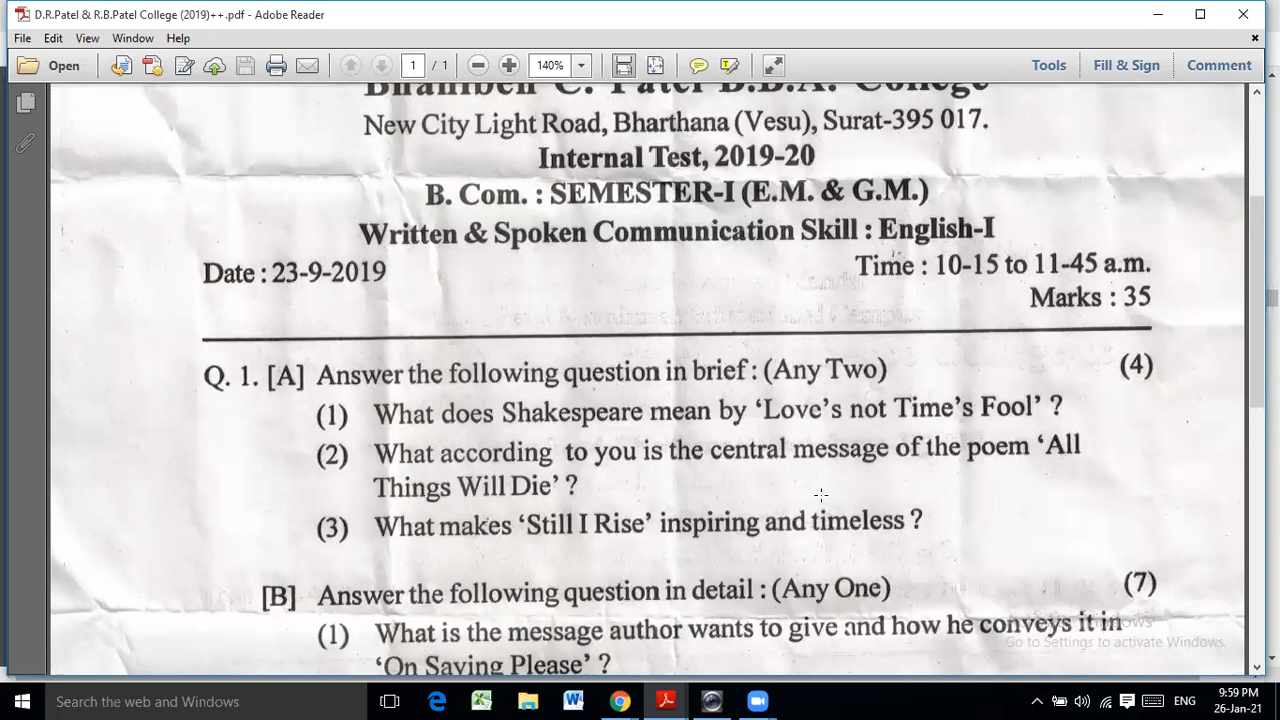 D.R.Patel & R.B.Patel College (2019)++.pdf - Adobe Reader
File Edit View Window Help
Open 1 / 1 140% Tools Fill & Sign Comment
New City Light Road, Bharthana (Vesu), Surat-395 017.
Internal Test, 2019-20
B. Com. : SEMESTER-I (E.M. & G.M.)
Written & Spoken Communication Skill : English-I
Date : 23-9-2019 Time : 10-15 to 11-45 a.m.
Marks : 35
Q. 1. [A] Answer the following question in brief : (Any Two) (4)
(1) What does Shakespeare mean by ‘Love’s not Time’s Fool’ ?
(2) What according to you is the central message of the poem ‘All
Things Will Die’ ?
(3) What makes ‘Still I Rise’ inspiring and timeless ?
[B] Answer the following question in detail : (Any One) (7)
(1) What is the message author wants to give and how he conveys it in
‘On Saying Please’ ?
Go to Settings to activate Windows.
Search the web and Windows
ENG
9:59 PM
26-Jan-21